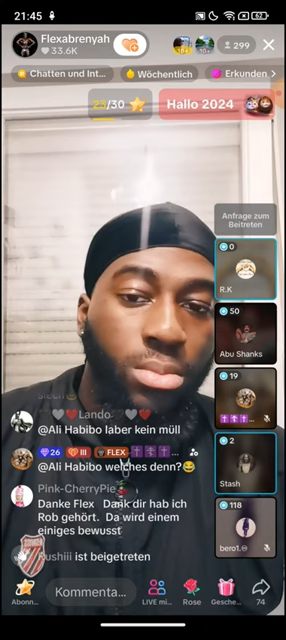 21:45
62
Flexabrenyah
33.6K
299
Chatten und Int...
Wöchentlich
Erkunden
23/30
Hallo 2024
Anfrage zum
Beitreten
0
R.K
50
Abu Shanks
19
2
Stash
118
bero1.
Lando
@Ali Habibo laber kein müll
26 III FLEX
@Ali Habibo welches denn?😂
Pink-CherryPie
Danke Flex Dank dir hab ich
Rob gehört. Da wird einem
einiges bewusst
ist beigetreten
Abonn...
Kommenta...
LIVE mi...
Rose
Gesche...
74